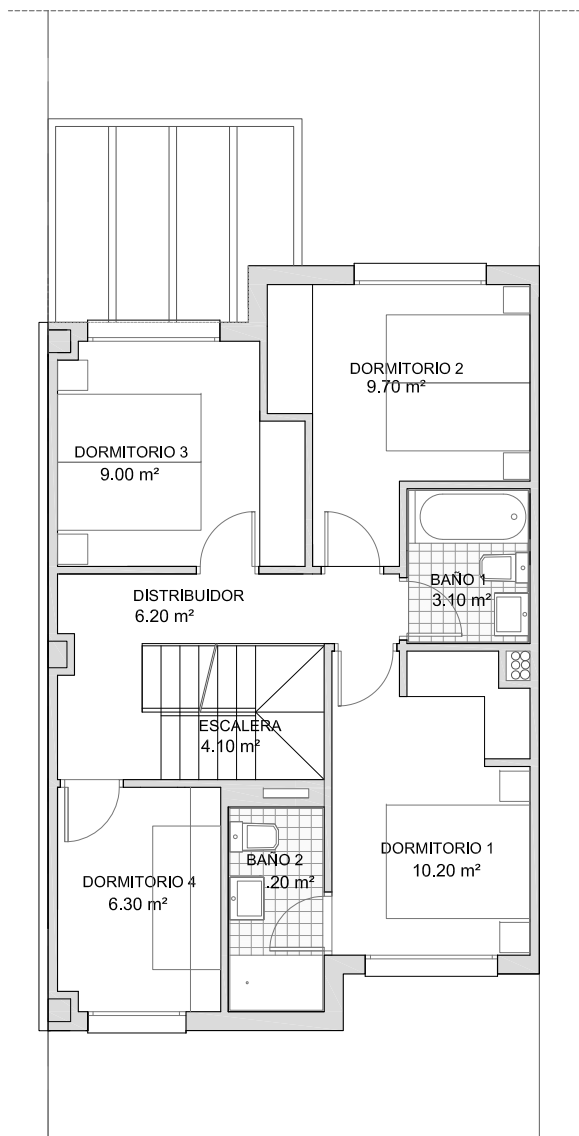 DORMITORIO 2
9.70 m²
DORMITORIO 3
9.00 m²
BAÑO 1
3.10 m²
DISTRIBUIDOR
6.20 m²
ESCALERA
4.10 m²
DORMITORIO 1
10.20 m²
BAÑO 2
.20 m²
DORMITORIO 4
6.30 m²